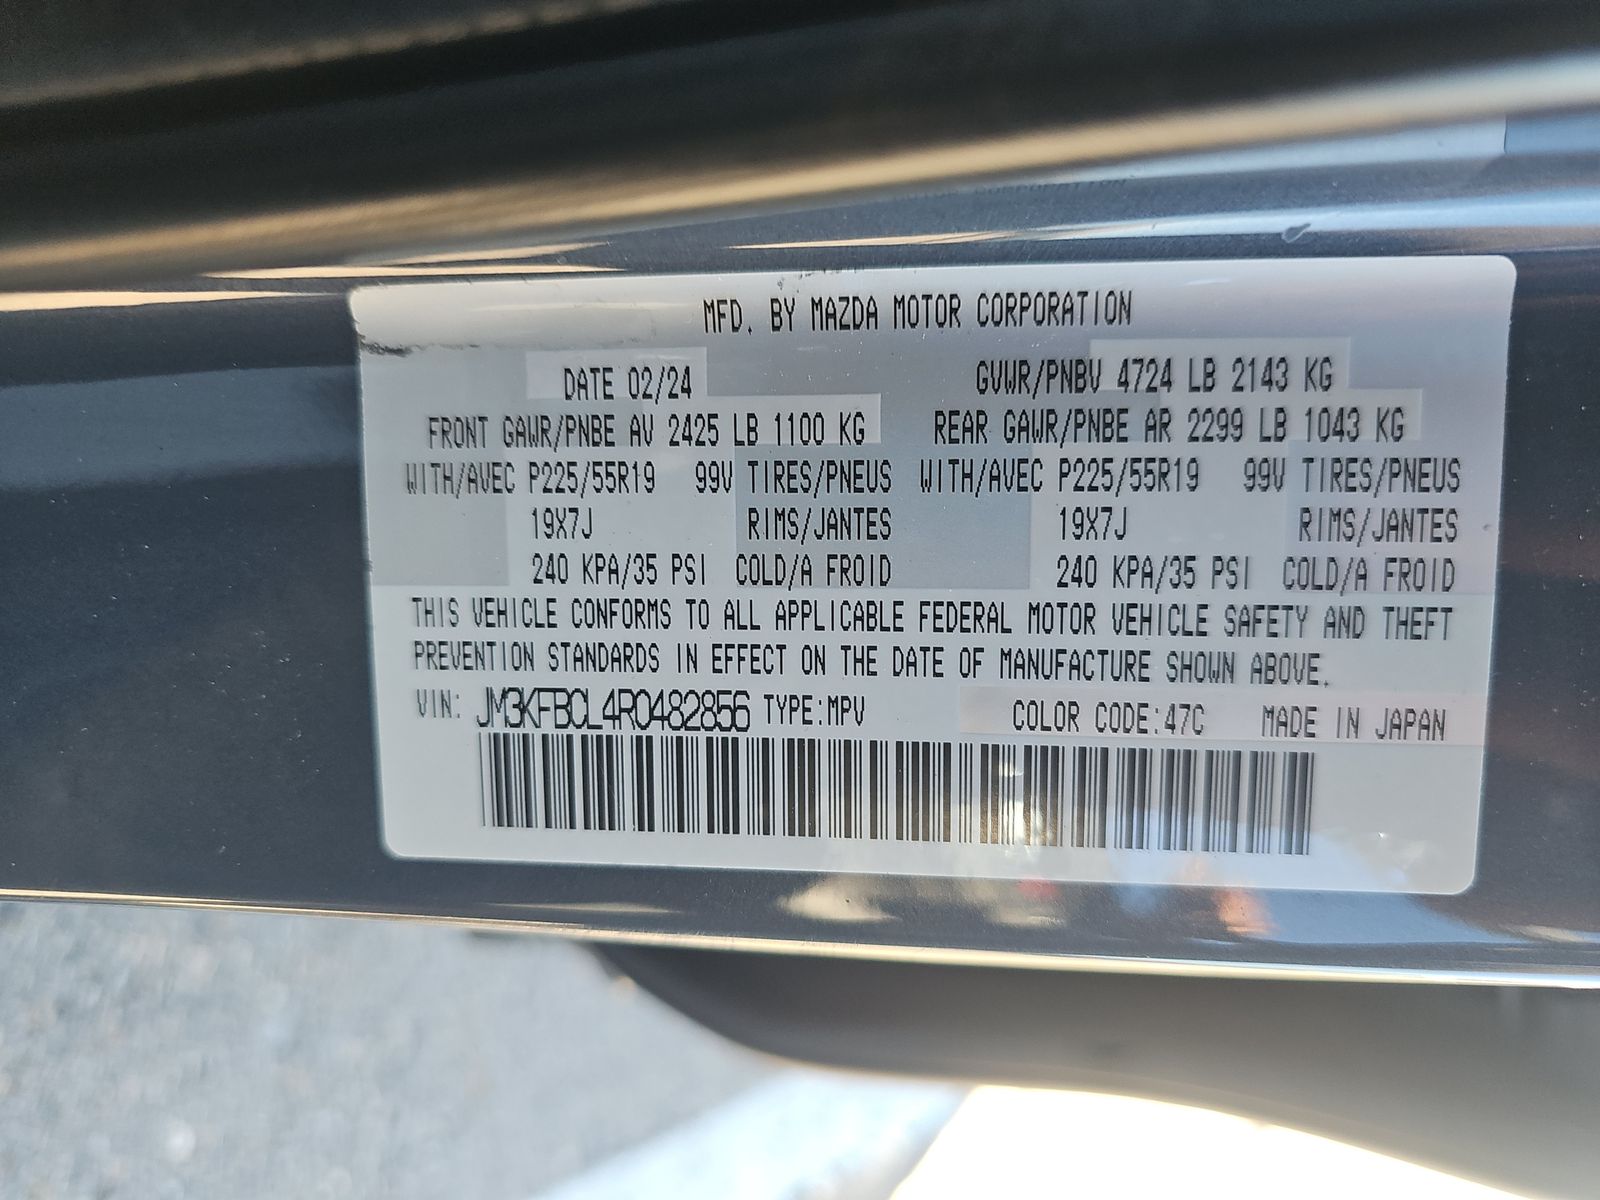 MFD. BY MAZDA MOTOR CORPORATION
DATE 02/24 GVWR/PNBV 4724 LB 2143 KG
FRONT GAWR/PNBE AV 2425 LB 1100 KG REAR GAWR/PNBE AR 2299 LB 1043 KG
WITH/AVEC P225/55R19 99V TIRES/PNEUS WITH/AVEC P225/55R19 99V TIRES/PNEUS
19X7J RIMS/JANTES 19X7J RIMS/JANTES
240 KPA/35 PSI COLD/A FROID 240 KPA/35 PSI COLD/A FROID
THIS VEHICLE CONFORMS TO ALL APPLICABLE FEDERAL MOTOR VEHICLE SAFETY AND THEFT
PREVENTION STANDARDS IN EFFECT ON THE DATE OF MANUFACTURE SHOWN ABOVE.
VIN: JM3KFBCL4R0482856 TYPE:MPV COLOR CODE:47C MADE IN JAPAN